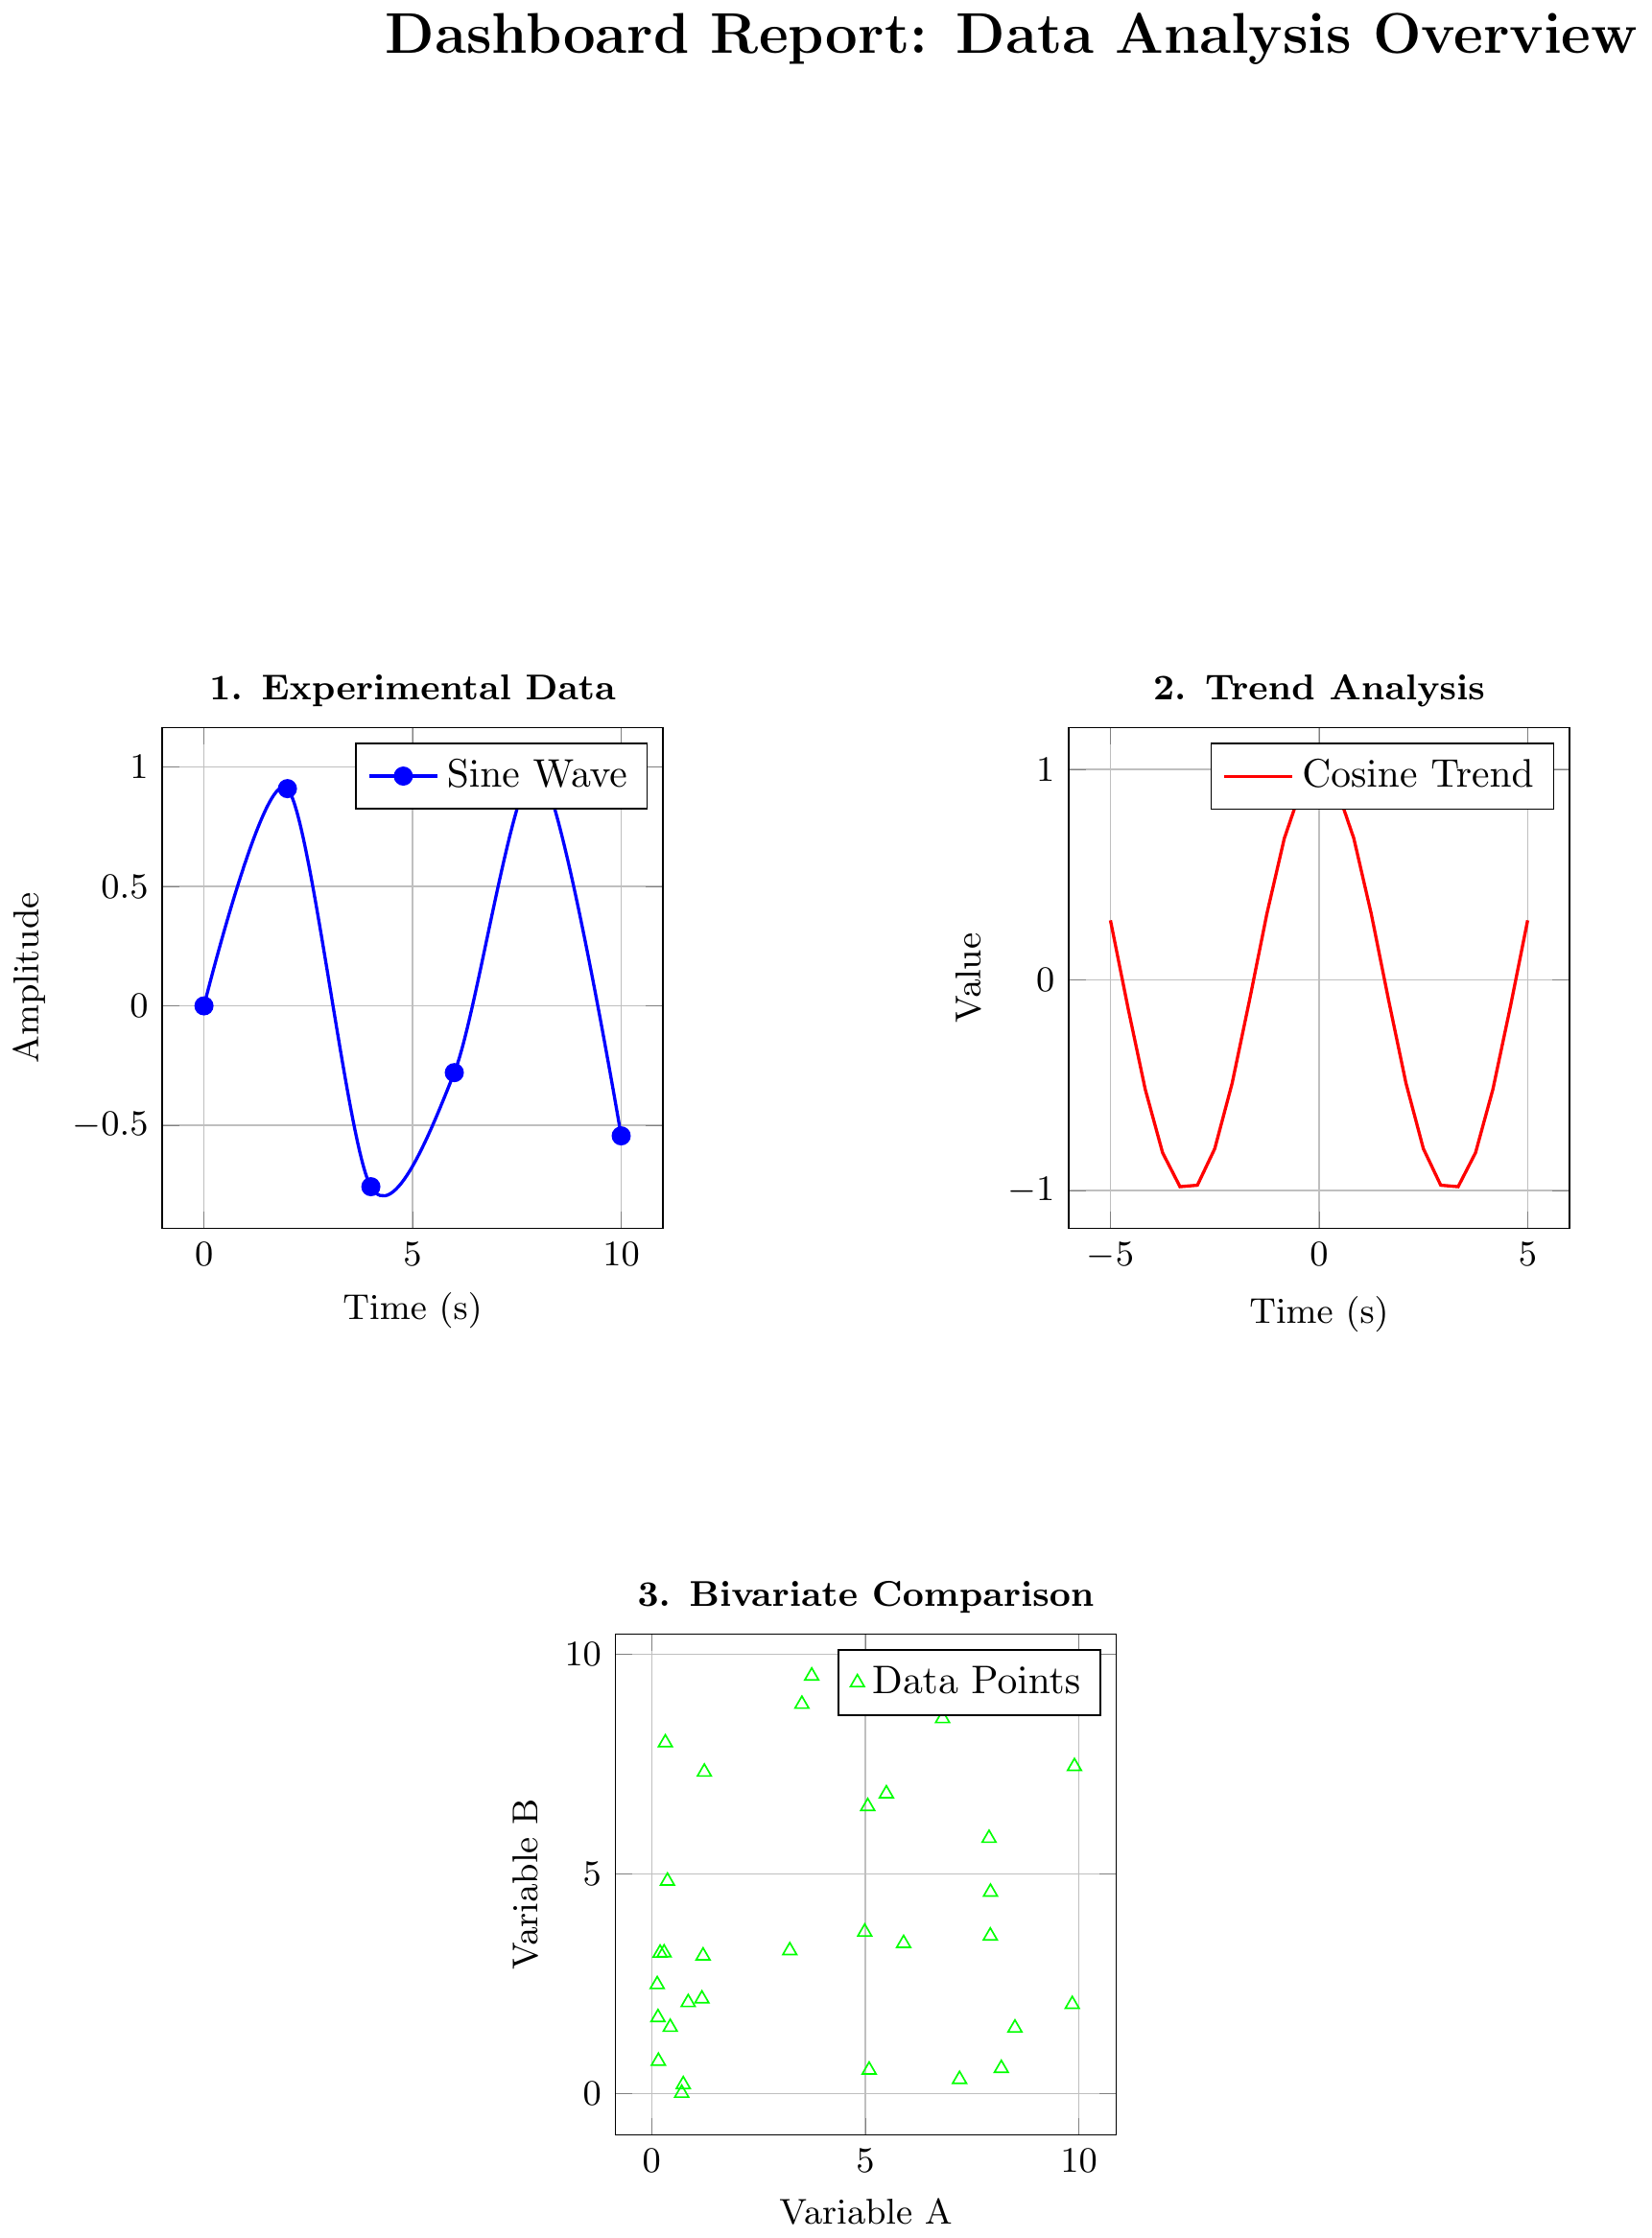 Dashboard Report: Data Analysis Overview
1. Experimental Data
Sine Wave
1
0.5
0
−0.5
Amplitude
0 5 10
Time (s)
2. Trend Analysis
Cosine Trend
1
0
−1
Value
−5 0 5
Time (s)
3. Bivariate Comparison
Data Points
10
5
0
Variable B
0 5 10
Variable A